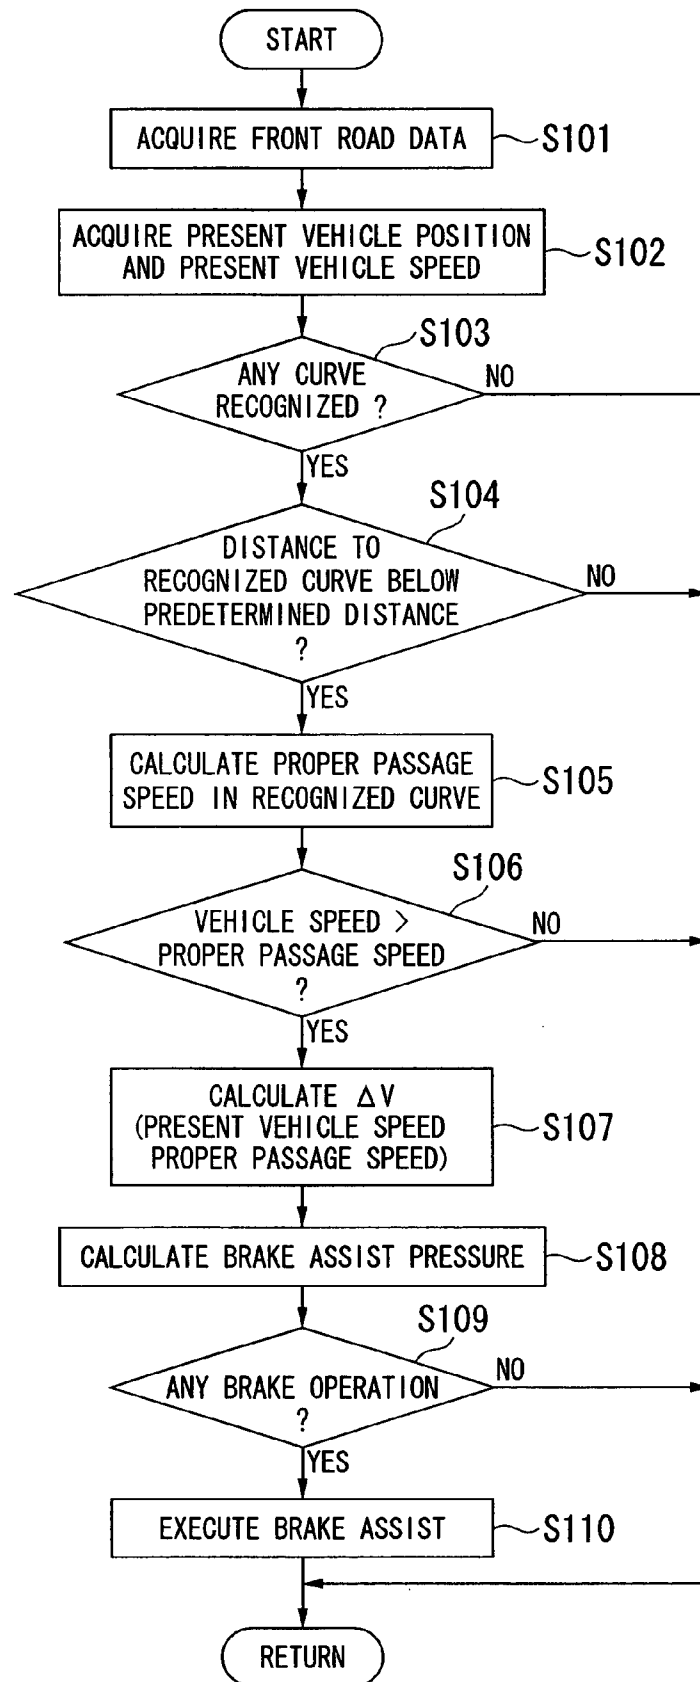 START
ACQUIRE FRONT ROAD DATA
S101
ACQUIRE PRESENT VEHICLE POSITION
AND PRESENT VEHICLE SPEED
S102
S103
ANY CURVE
RECOGNIZED ?
NO
YES
S104
DISTANCE TO
RECOGNIZED CURVE BELOW
PREDETERMINED DISTANCE
?
NO
YES
CALCULATE PROPER PASSAGE
SPEED IN RECOGNIZED CURVE
S105
S106
VEHICLE SPEED >
PROPER PASSAGE SPEED
?
NO
YES
CALCULATE ΔV
(PRESENT VEHICLE SPEED
PROPER PASSAGE SPEED)
S107
CALCULATE BRAKE ASSIST PRESSURE
S108
S109
ANY BRAKE OPERATION
?
NO
YES
EXECUTE BRAKE ASSIST
S110
RETURN